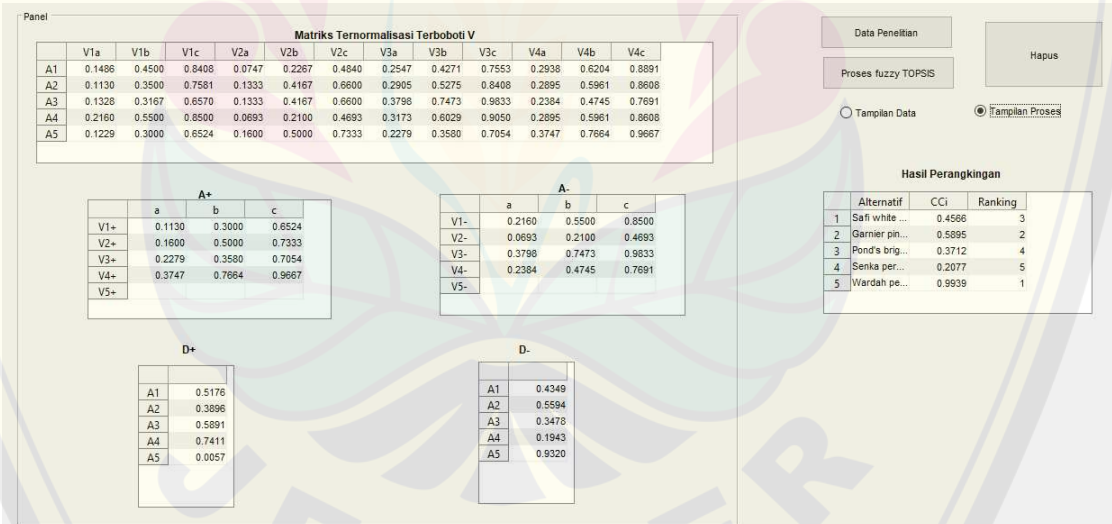 Panel
Matriks Ternormalisasi Terboboti V
V1a V1b V1c V2a V2b V2c V3a V3b V3c V4a V4b V4c
A1 0.1486 0.4500 0.8408 0.0747 0.2267 0.4840 0.2547 0.4271 0.7553 0.2938 0.6204 0.8891
A2 0.1130 0.3500 0.7581 0.1333 0.4167 0.6600 0.2905 0.5275 0.8408 0.2895 0.5961 0.8608
A3 0.1328 0.3167 0.6570 0.1333 0.4167 0.6600 0.3798 0.7473 0.9833 0.2384 0.4745 0.7691
A4 0.2160 0.5500 0.8500 0.0693 0.2100 0.4693 0.3173 0.6029 0.9050 0.2895 0.5961 0.8608
A5 0.1229 0.3000 0.6524 0.1600 0.5000 0.7333 0.2279 0.3580 0.7054 0.3747 0.7664 0.9667
A+
a b c
V1+ 0.1130 0.3000 0.6524
V2+ 0.1600 0.5000 0.7333
V3+ 0.2279 0.3580 0.7054
V4+ 0.3747 0.7664 0.9667
V5+
A-
a b c
V1- 0.2160 0.5500 0.8500
V2- 0.0693 0.2100 0.4693
V3- 0.3798 0.7473 0.9833
V4- 0.2384 0.4745 0.7691
V5-
D+
A1 0.5176
A2 0.3896
A3 0.5891
A4 0.7411
A5 0.0057
D-
A1 0.4349
A2 0.5594
A3 0.3478
A4 0.1943
A5 0.9320
Data Penelitian
Proses fuzzy TOPSIS
Hapus
Tampilan Data
Tampilan Proses
Hasil Perangkingan
Alternatif CCi Ranking
1 Safi white ... 0.4566 3
2 Garnier pin... 0.5895 2
3 Pond's brig... 0.3712 4
4 Senka per... 0.2077 5
5 Wardah pe... 0.9939 1